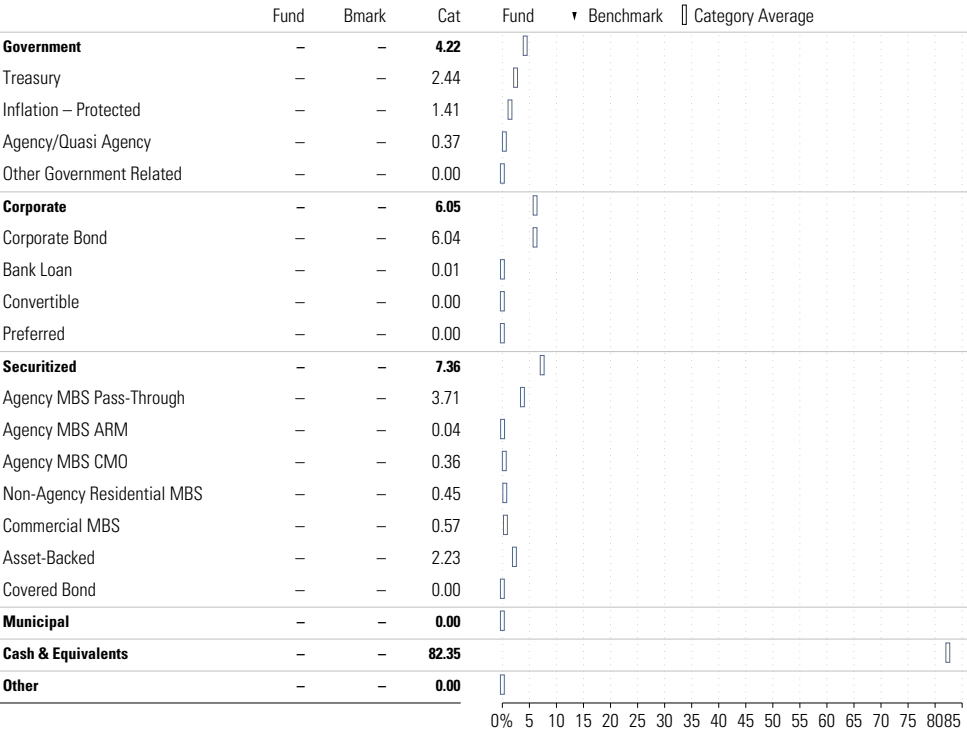 Fund Bmark Cat Fund ▼ Benchmark ▯ Category Average
Government – – 4.22
Treasury – – 2.44
Inflation – Protected – – 1.41
Agency/Quasi Agency – – 0.37
Other Government Related – – 0.00
Corporate – – 6.05
Corporate Bond – – 6.04
Bank Loan – – 0.01
Convertible – – 0.00
Preferred – – 0.00
Securitized – – 7.36
Agency MBS Pass-Through – – 3.71
Agency MBS ARM – – 0.04
Agency MBS CMO – – 0.36
Non-Agency Residential MBS – – 0.45
Commercial MBS – – 0.57
Asset-Backed – – 2.23
Covered Bond – – 0.00
Municipal – – 0.00
Cash & Equivalents – – 82.35
Other – – 0.00
0% 5 10 15 20 25 30 35 40 45 50 55 60 65 70 75 8085